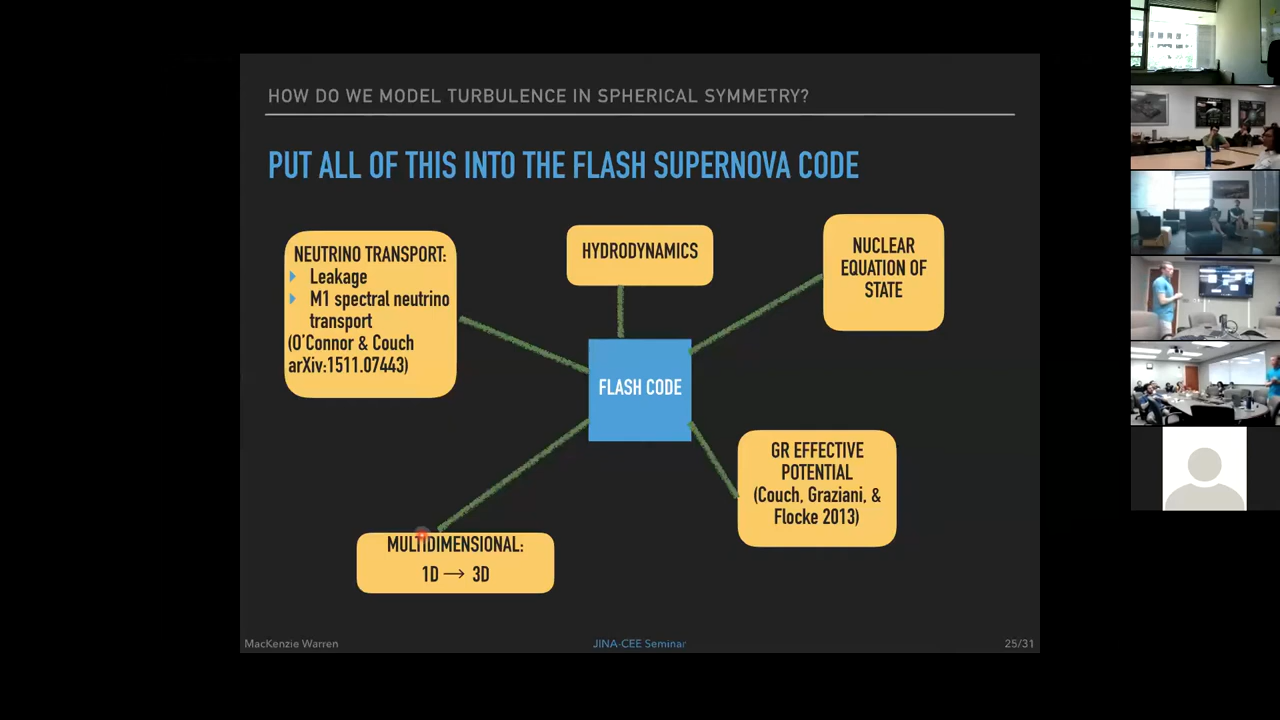 HOW DO WE MODEL TURBULENCE IN SPHERICAL SYMMETRY?
PUT ALL OF THIS INTO THE FLASH SUPERNOVA CODE
NEUTRINO TRANSPORT:
Leakage
M1 spectral neutrino
transport
(O'Connor & Couch
arXiv:1511.07443)
HYDRODYNAMICS
NUCLEAR
EQUATION OF
STATE
FLASH CODE
GR EFFECTIVE
POTENTIAL
(Couch, Graziani, &
Flocke 2013)
MULTIDIMENSIONAL:
1D → 3D
MacKenzie Warren
JINA-CEE Seminar
25/31